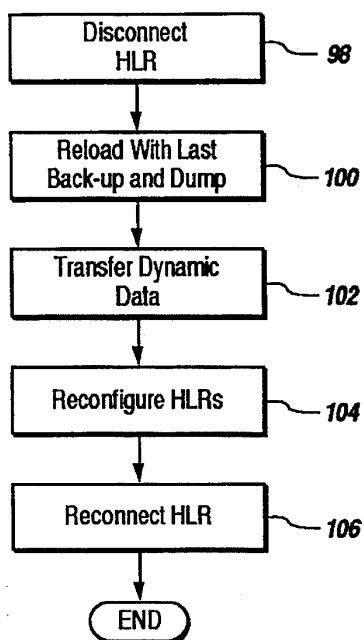 Disconnect
HLR
98
Reload With Last
Back-up and Dump
100
Transfer Dynamic
Data
102
Reconfigure HLRs
104
Reconnect HLR
106
END